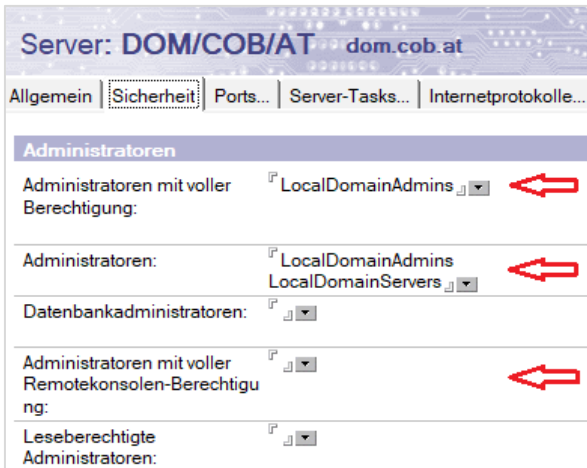 Server: DOM/COB/AT dom.cob.at
Allgemein Sicherheit Ports... Server-Tasks... Internetprotokolle...
Administratoren
Administratoren mit voller LocalDomainAdmins
Berechtigung:
Administratoren: LocalDomainAdmins
LocalDomainServers
Datenbankadministratoren:
Administratoren mit voller
Remotekonsolen-Berechtigu
ng:
Leseberechtigte
Administratoren: